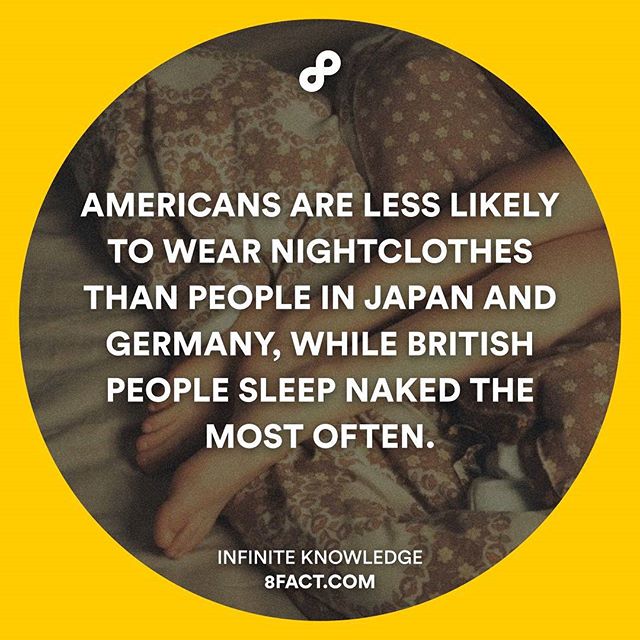 AMERICANS ARE LESS LIKELY
TO WEAR NIGHTCLOTHES
THAN PEOPLE IN JAPAN AND
GERMANY, WHILE BRITISH
PEOPLE SLEEP NAKED THE
MOST OFTEN.
INFINITE KNOWLEDGE
8FACT.COM